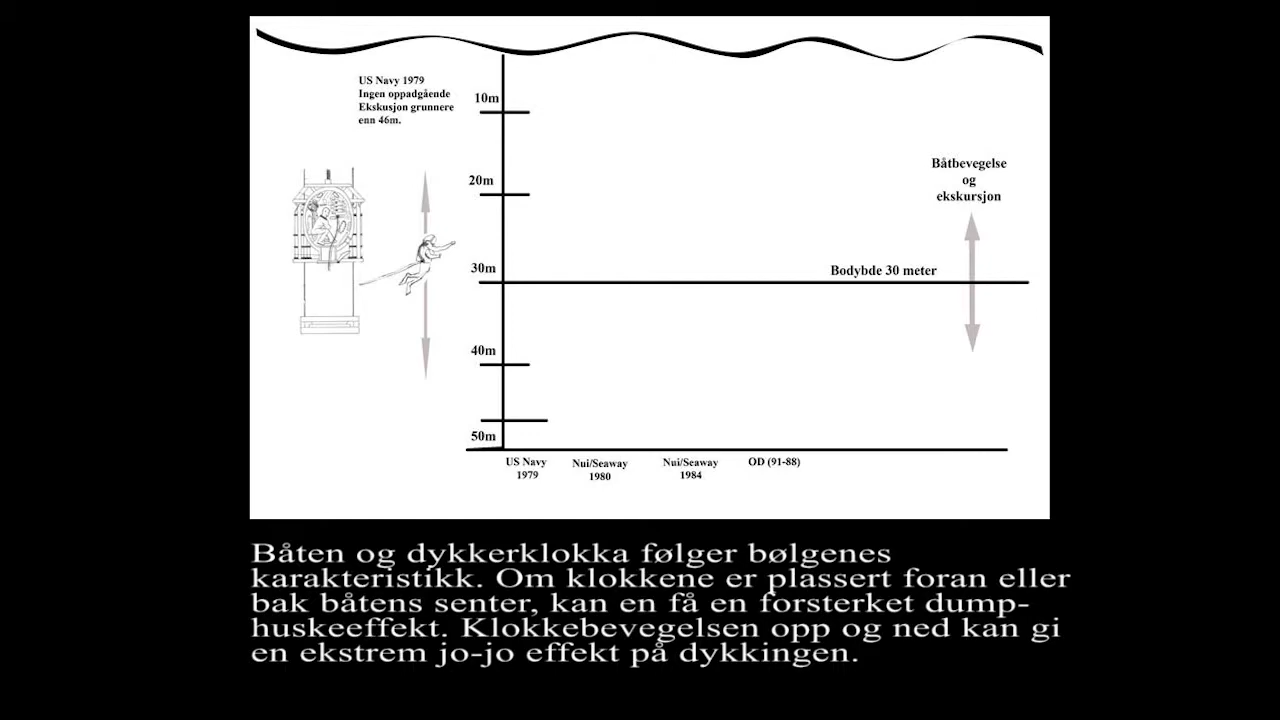 US Navy 1979
Ingen oppadgående
Ekskusjon grunnere
enn 46m.
10m
20m
30m
40m
50m
Båtbevegelse
og
ekskursjon
Bodybde 30 meter
US Navy
1979
Nui/Seaway
1980
Nui/Seaway
1984
OD (91-88)
Båten og dykkerklokka følger bølgenes
karakteristikk. Om klokkene er plassert foran eller
bak båtens senter, kan en få en forsterket dump-
huskeeffekt. Klokkebevegelsen opp og ned kan gi
en ekstrem jo-jo effekt på dykkingen.